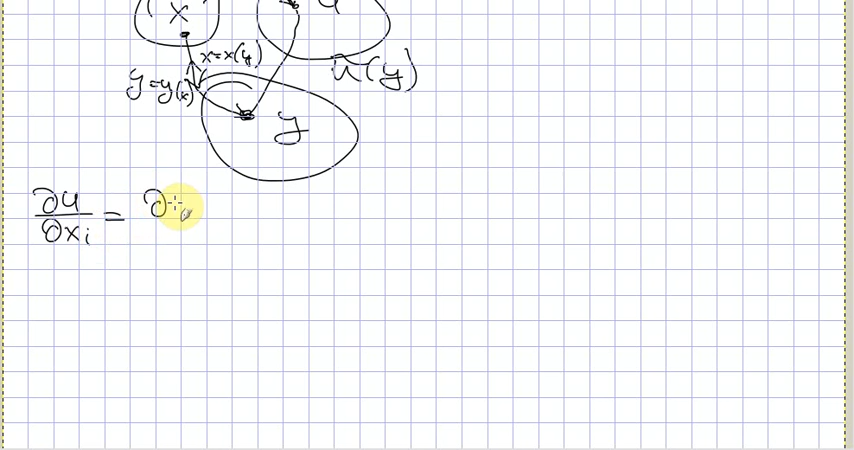 x u
x=x(y)
y=y(x) ũ(y)
y
∂u/∂xᵢ = ∂